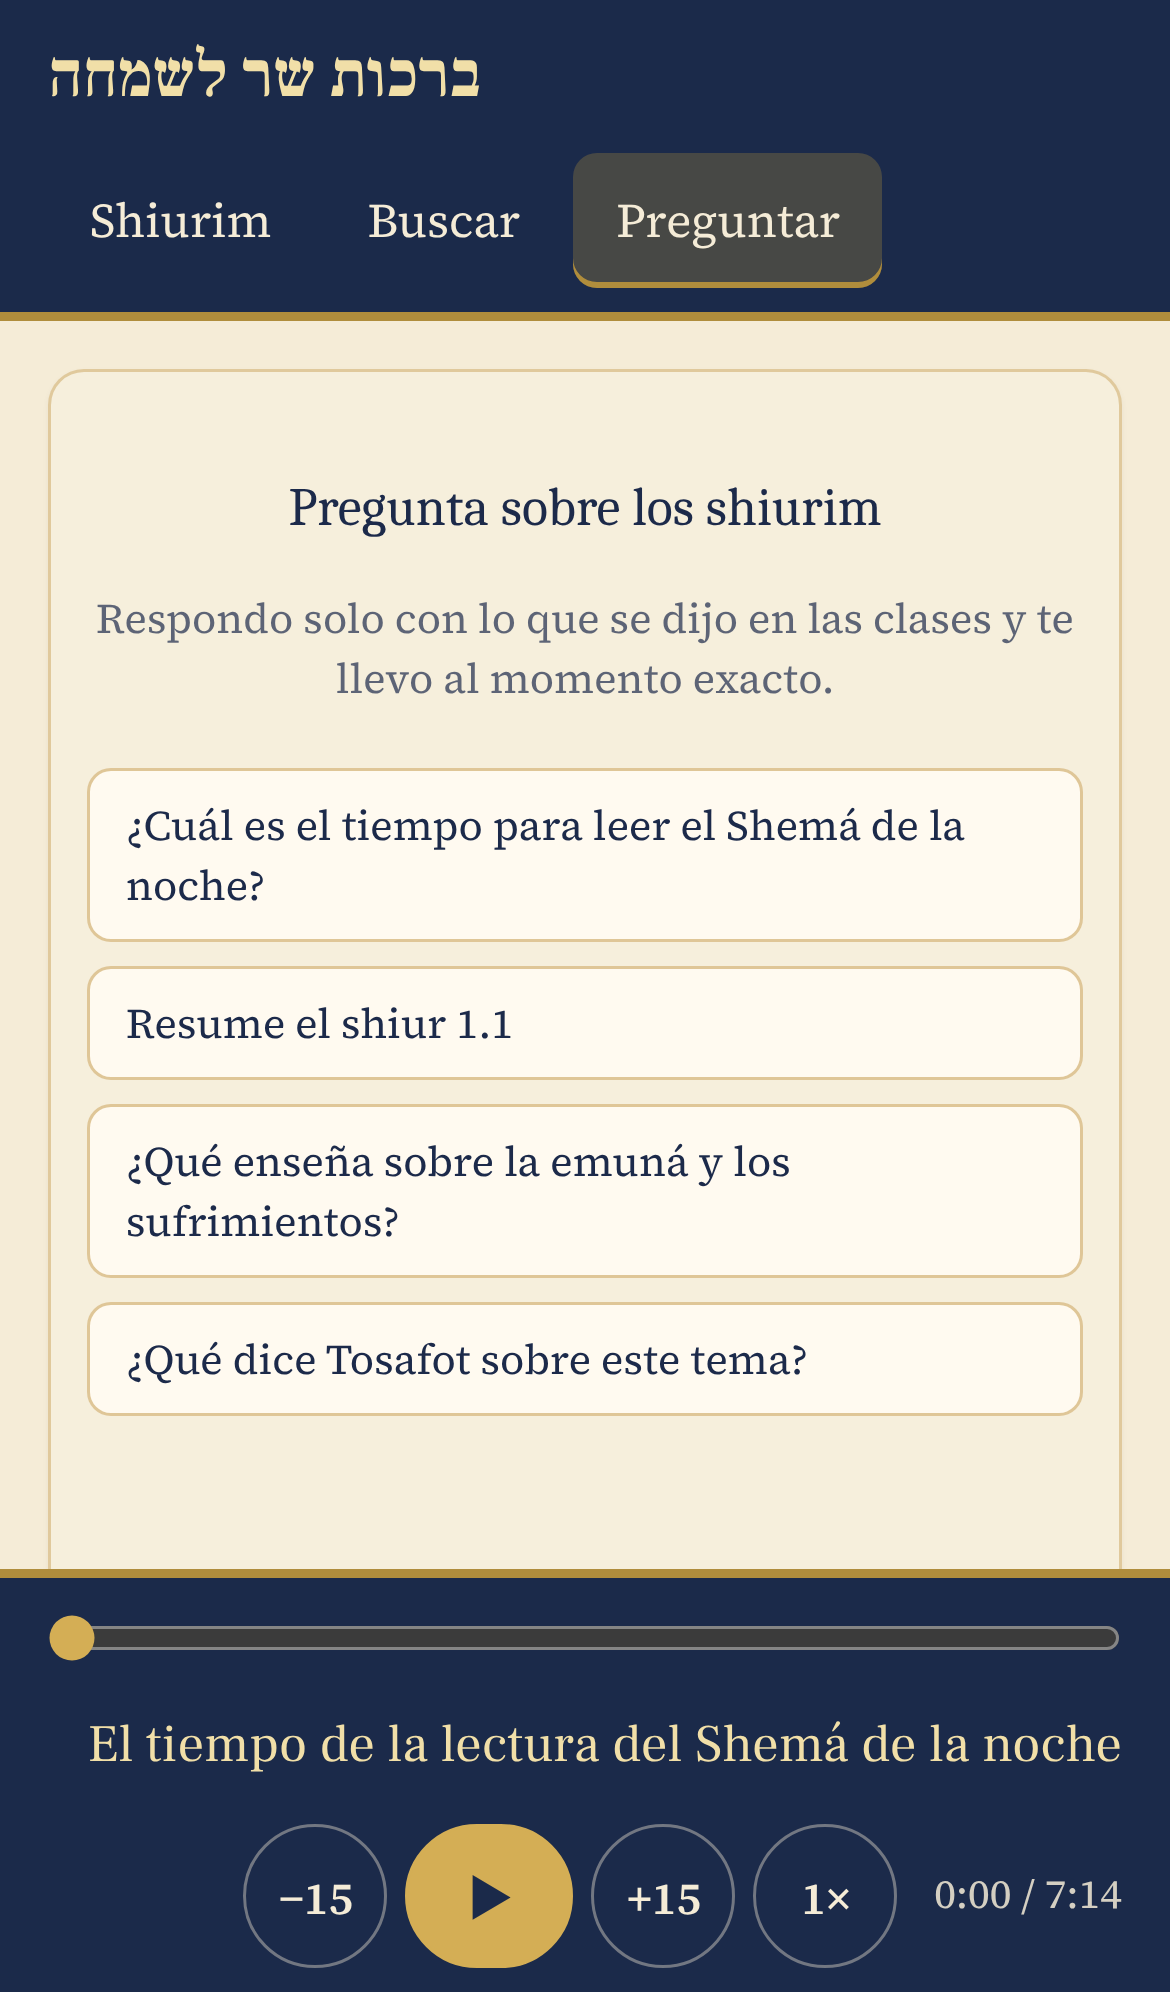 ברכות שר לשמחה
Shiurim Buscar Preguntar
Pregunta sobre los shiurim
Respondo solo con lo que se dijo en las clases y te
llevo al momento exacto.
¿Cuál es el tiempo para leer el Shemá de la
noche?
Resume el shiur 1.1
¿Qué enseña sobre la emuná y los
sufrimientos?
¿Qué dice Tosafot sobre este tema?
El tiempo de la lectura del Shemá de la noche
−15 +15 1× 0:00 / 7:14